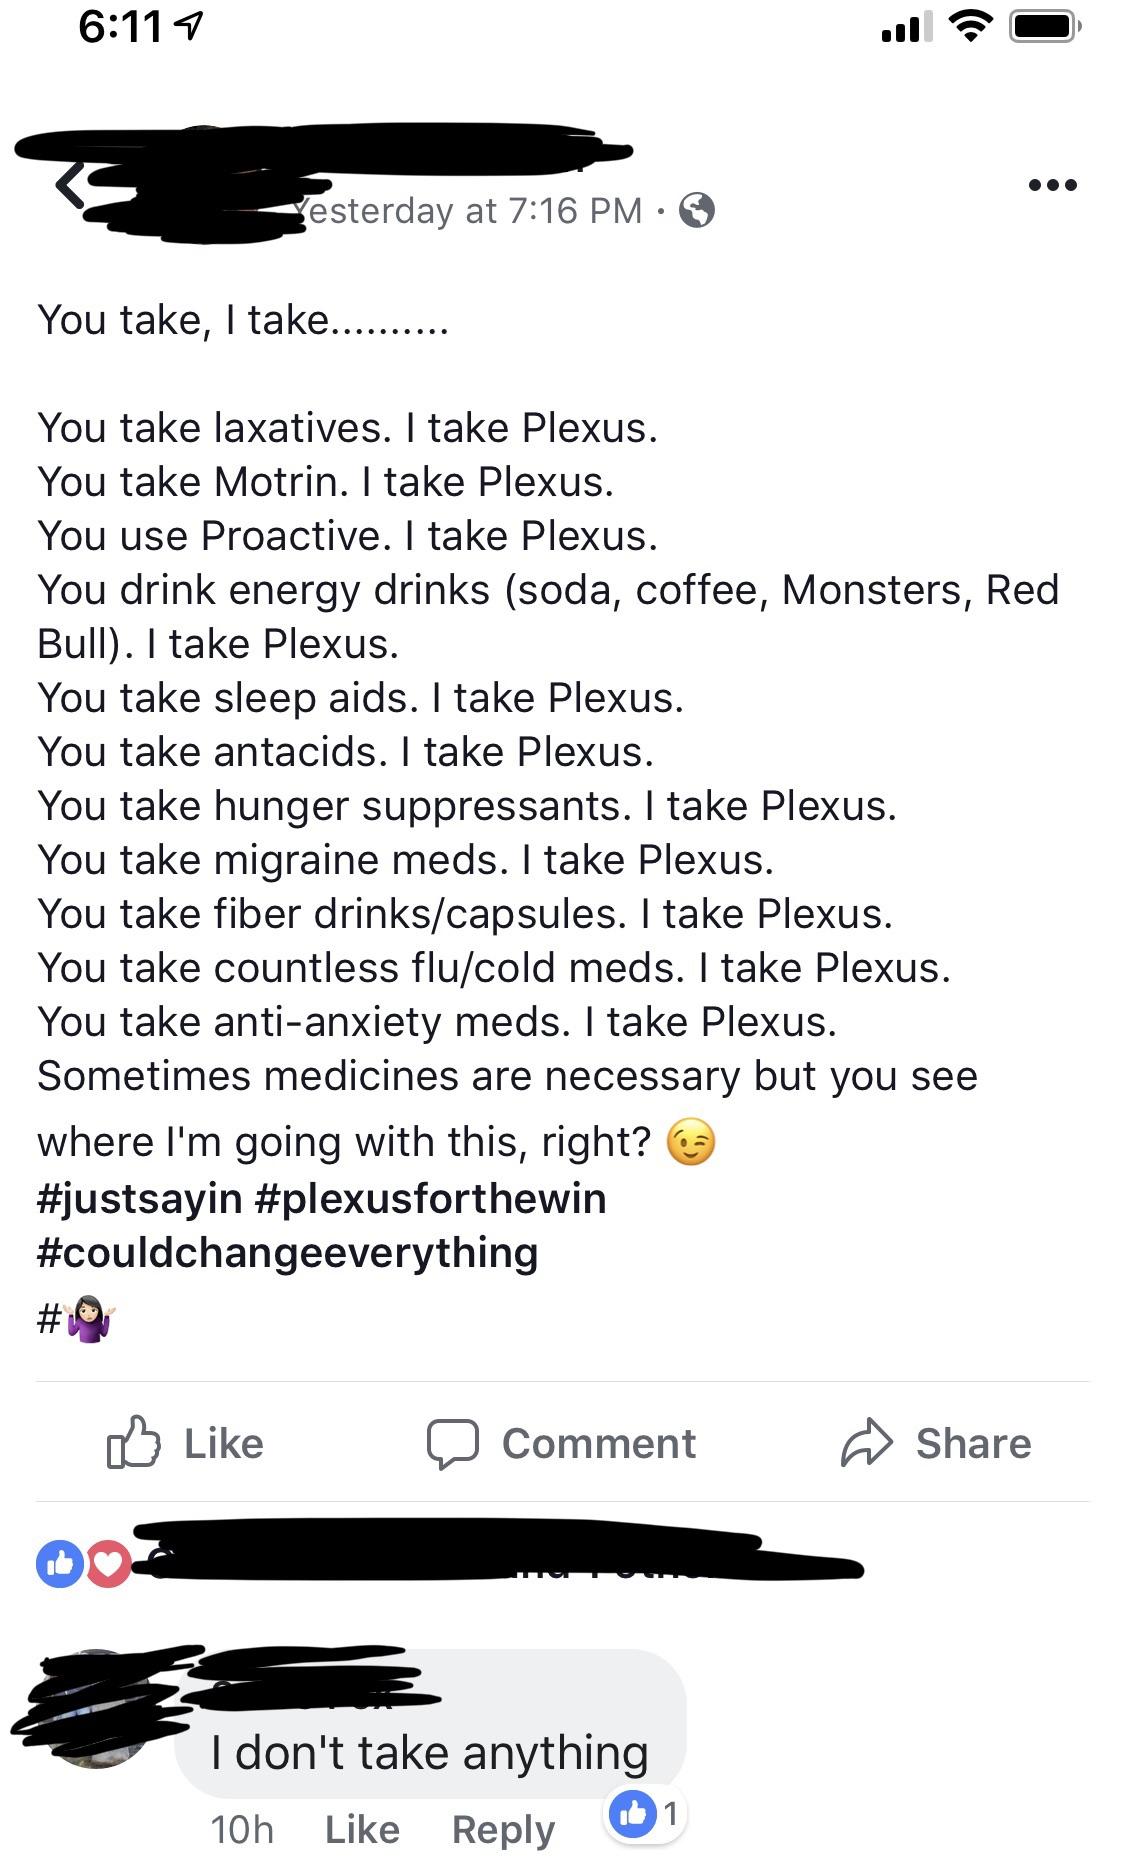 6:11
Yesterday at 7:16 PM ·
You take, I take..........
You take laxatives. I take Plexus.
You take Motrin. I take Plexus.
You use Proactive. I take Plexus.
You drink energy drinks (soda, coffee, Monsters, Red
Bull). I take Plexus.
You take sleep aids. I take Plexus.
You take antacids. I take Plexus.
You take hunger suppressants. I take Plexus.
You take migraine meds. I take Plexus.
You take fiber drinks/capsules. I take Plexus.
You take countless flu/cold meds. I take Plexus.
You take anti-anxiety meds. I take Plexus.
Sometimes medicines are necessary but you see
where I'm going with this, right? 😉
#justsayin #plexusforthewin
#couldchangeeverything
#🤷🏻‍♀️
Like Comment Share
I don't take anything
10h Like Reply 1